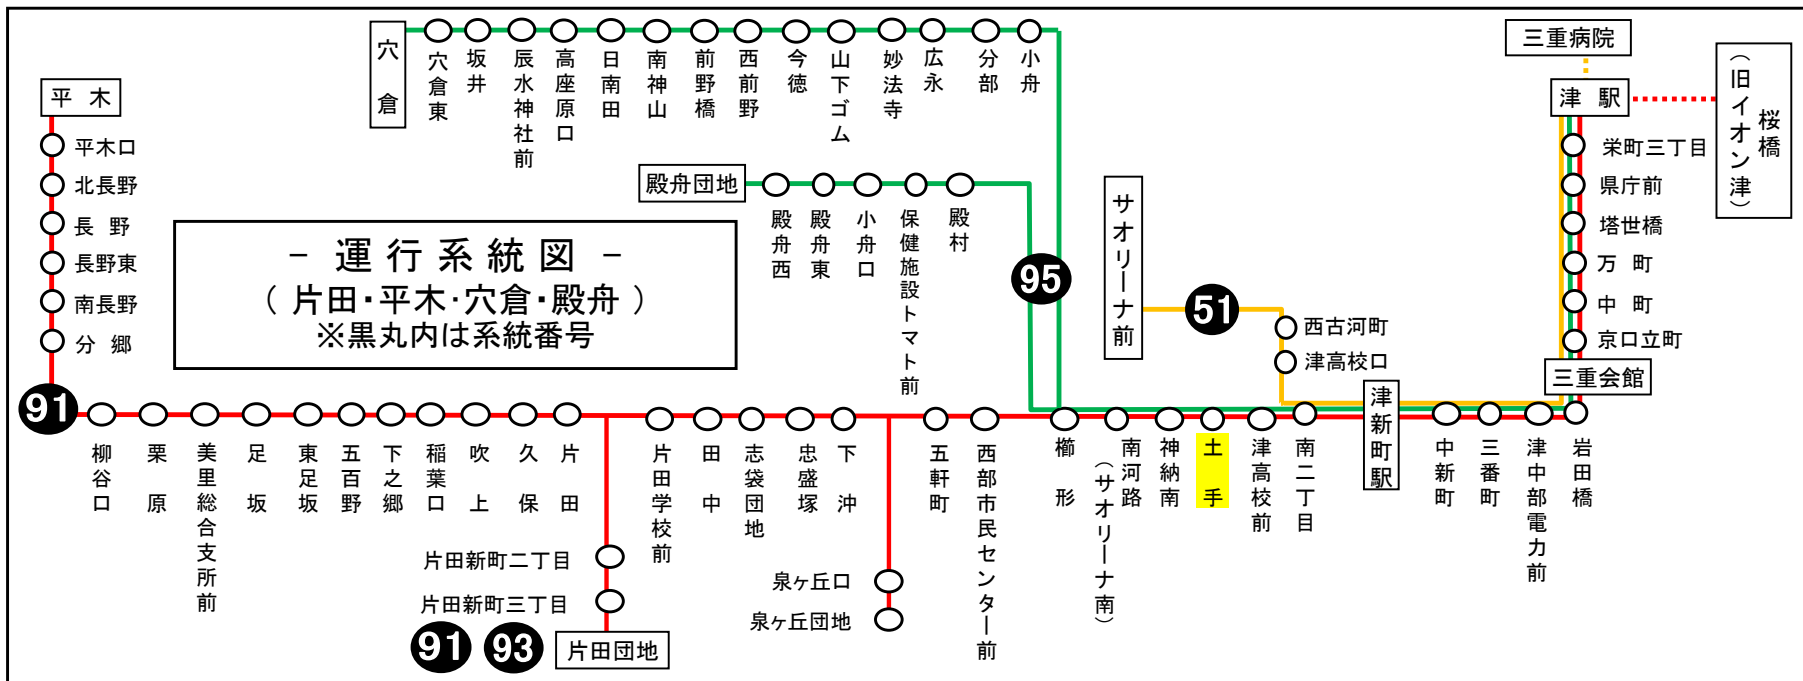 穴倉
穴倉東
坂井
辰水神社前
高座原口
日南田
南神山
前野橋
西前野
今徳
山下ゴム
妙法寺
広永
分部
小舟
三重病院
津駅
桜橋
（旧イオン津）
平木
平木口
北長野
長野
長野東
南長野
分郷
殿舟団地
殿舟西
殿舟東
小舟口
保健施設トマト前
殿村
95
サオリーナ前
51
西古河町
津高校口
栄町三丁目
県庁前
塔世橋
万町
中町
京口立町
三重会館
－ 運行系統図 －
（ 片田・平木・穴倉・殿舟 ）
※黒丸内は系統番号
91
柳谷口
栗原
美里総合支所前
足坂
東足坂
五百野
下之郷
稲葉口
吹上
久保
片田
片田学校前
田中
志袋団地
忠盛塚
下沖
五軒町
西部市民センター前
櫛形
南河路
（サオリーナ南）
神納南
土手
津高校前
南二丁目
津新町駅
中新町
三番町
津中部電力前
岩田橋
片田新町二丁目
片田新町三丁目
91
93
片田団地
泉ヶ丘口
泉ヶ丘団地